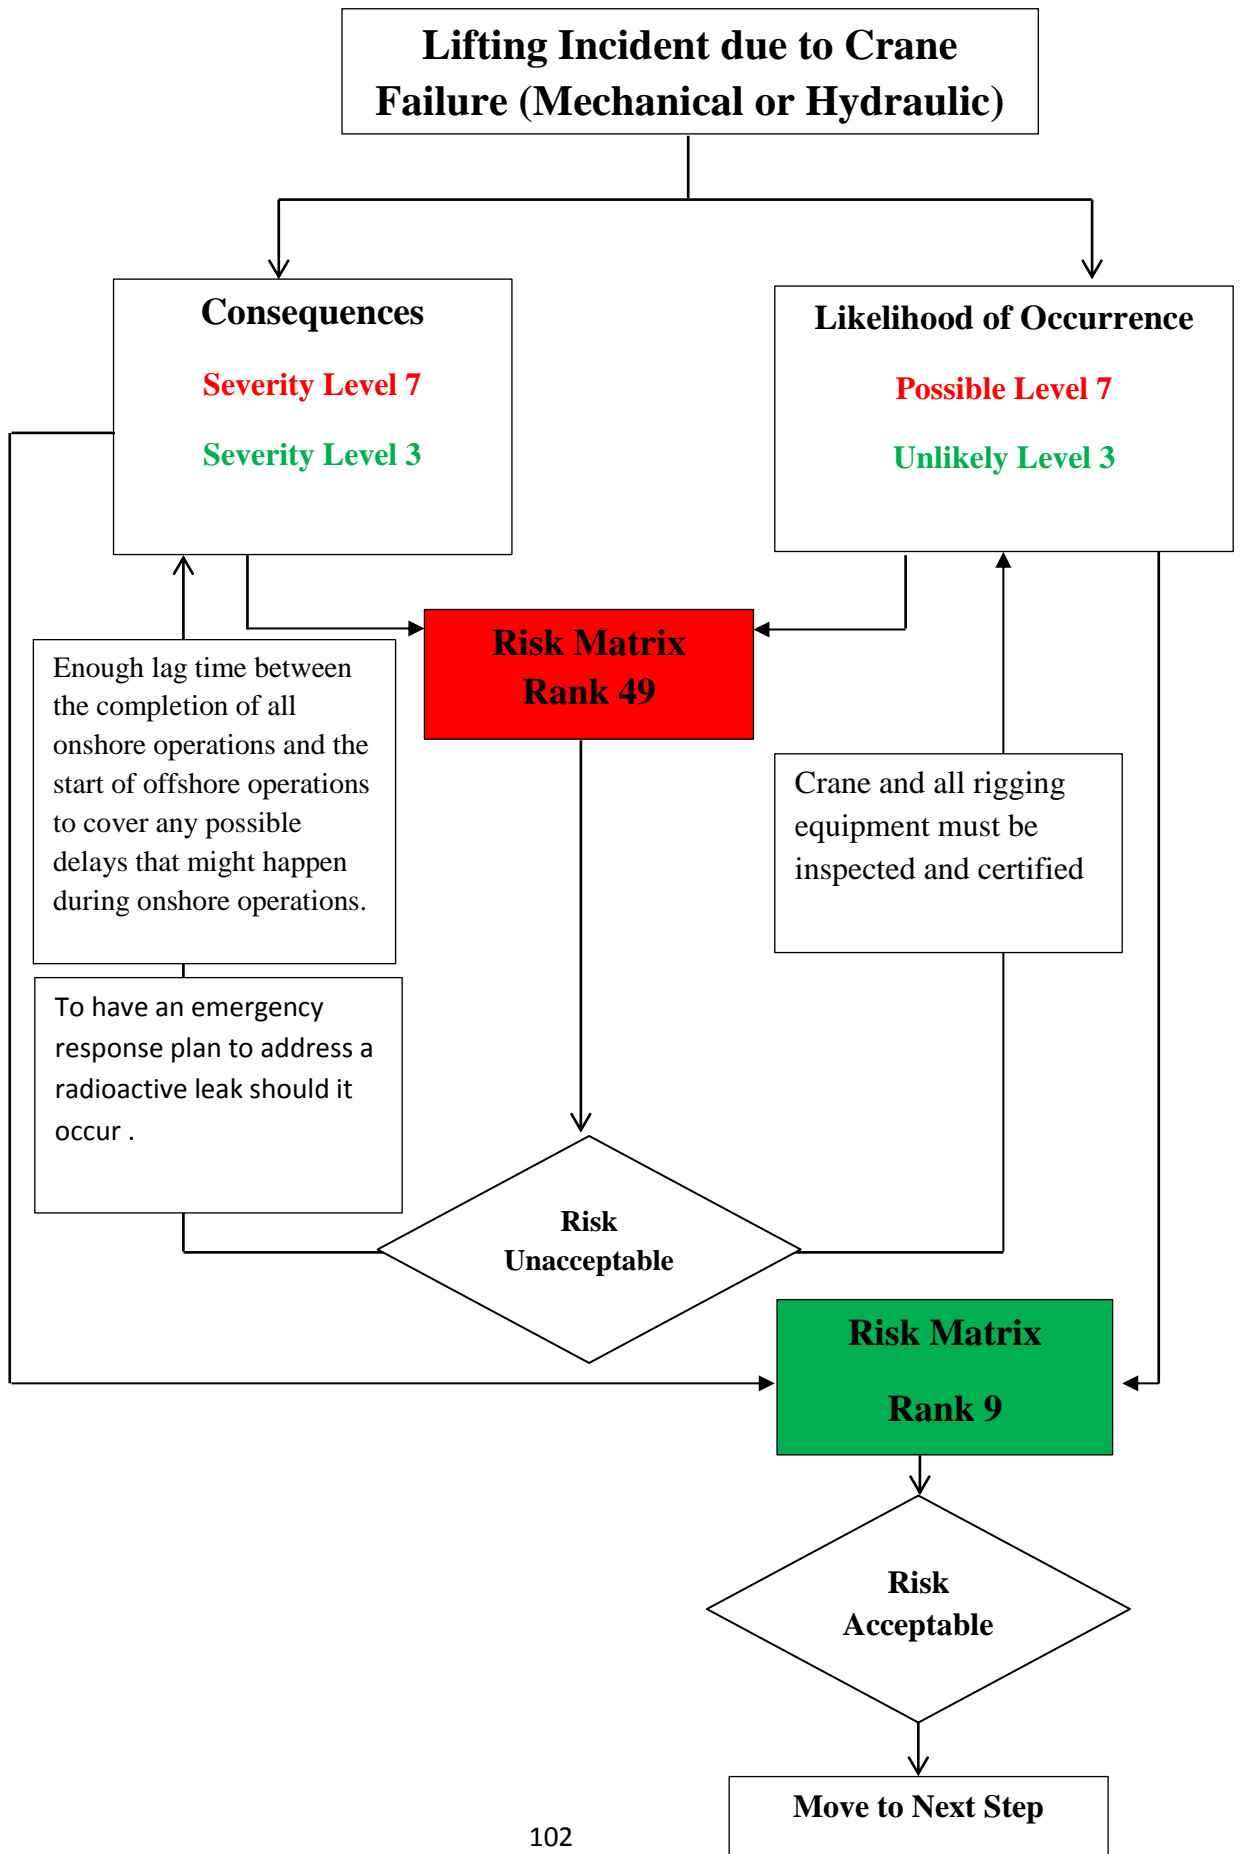 Lifting Incident due to Crane
Failure (Mechanical or Hydraulic)
Consequences
Severity Level 7
Severity Level 3
Likelihood of Occurrence
Possible Level 7
Unlikely Level 3
Risk Matrix
Rank 49
Enough lag time between
the completion of all
onshore operations and the
start of offshore operations
to cover any possible
delays that might happen
during onshore operations.
Crane and all rigging
equipment must be
inspected and certified
To have an emergency
response plan to address a
radioactive leak should it
occur .
Risk
Unacceptable
Risk Matrix
Rank 9
Risk
Acceptable
Move to Next Step
102